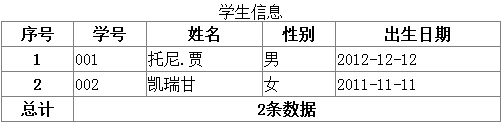 学生信息
序号 学号 姓名 性别 出生日期
1 001 托尼.贾 男 2012-12-12
2 002 凯瑞甘 女 2011-11-11
总计 2条数据